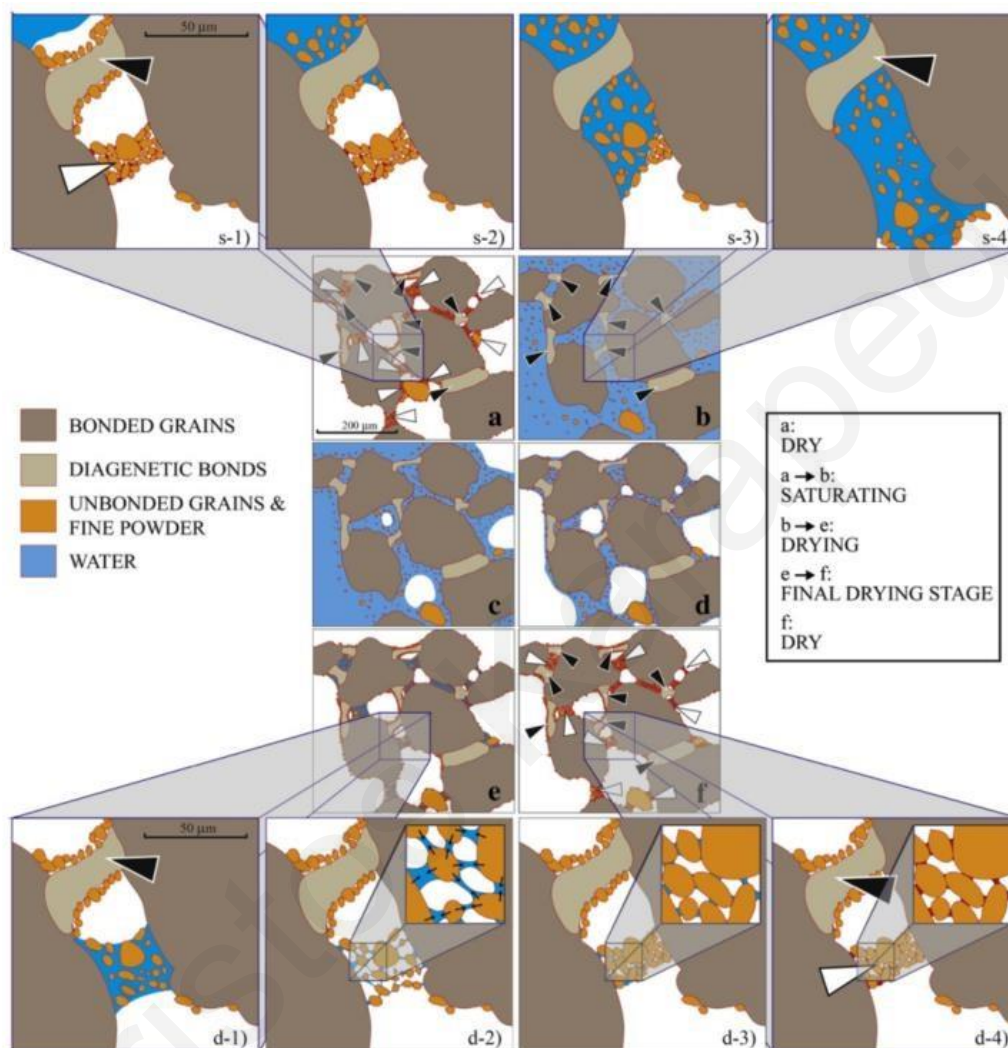 50 µm
s-1)
s-2)
s-3)
s-4)
a
200 µm
b
BONDED GRAINS
DIAGENETIC BONDS
UNBONDED GRAINS &
FINE POWDER
WATER
c
d
a:
DRY
a → b:
SATURATING
b → e:
DRYING
e → f:
FINAL DRYING STAGE
f:
DRY
e
f
50 µm
d-1)
d-2)
d-3)
d-4)